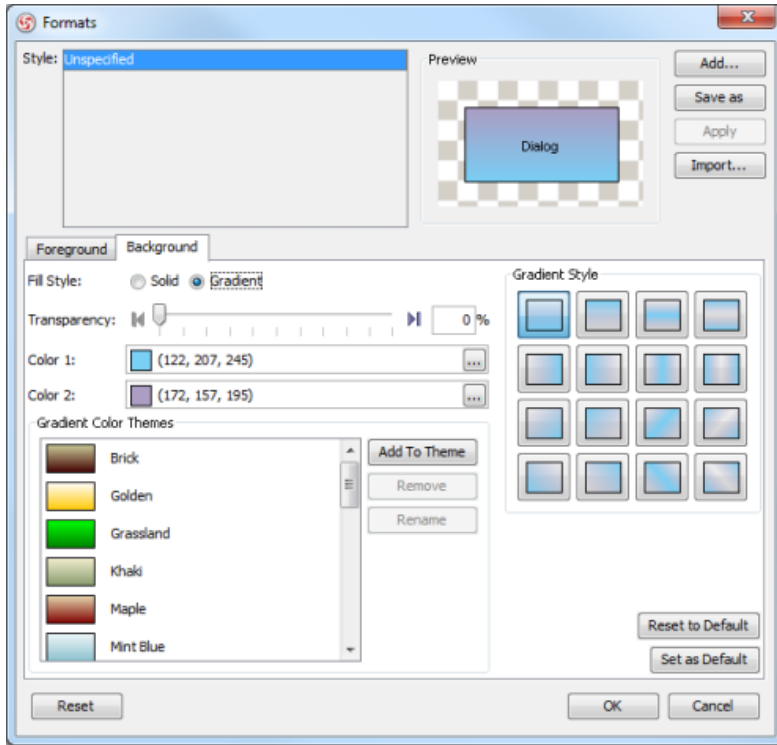 Formats
Style: Unspecified
Preview
Dialog
Add...
Save as
Apply
Import...
Foreground
Background
Fill Style:
Solid
Gradient
Transparency:
0 %
Color 1:
(122, 207, 245)
...
Color 2:
(172, 157, 195)
...
Gradient Color Themes
Brick
Golden
Grassland
Khaki
Maple
Mint Blue
Add To Theme
Remove
Rename
Gradient Style
Reset to Default
Set as Default
Reset
OK
Cancel